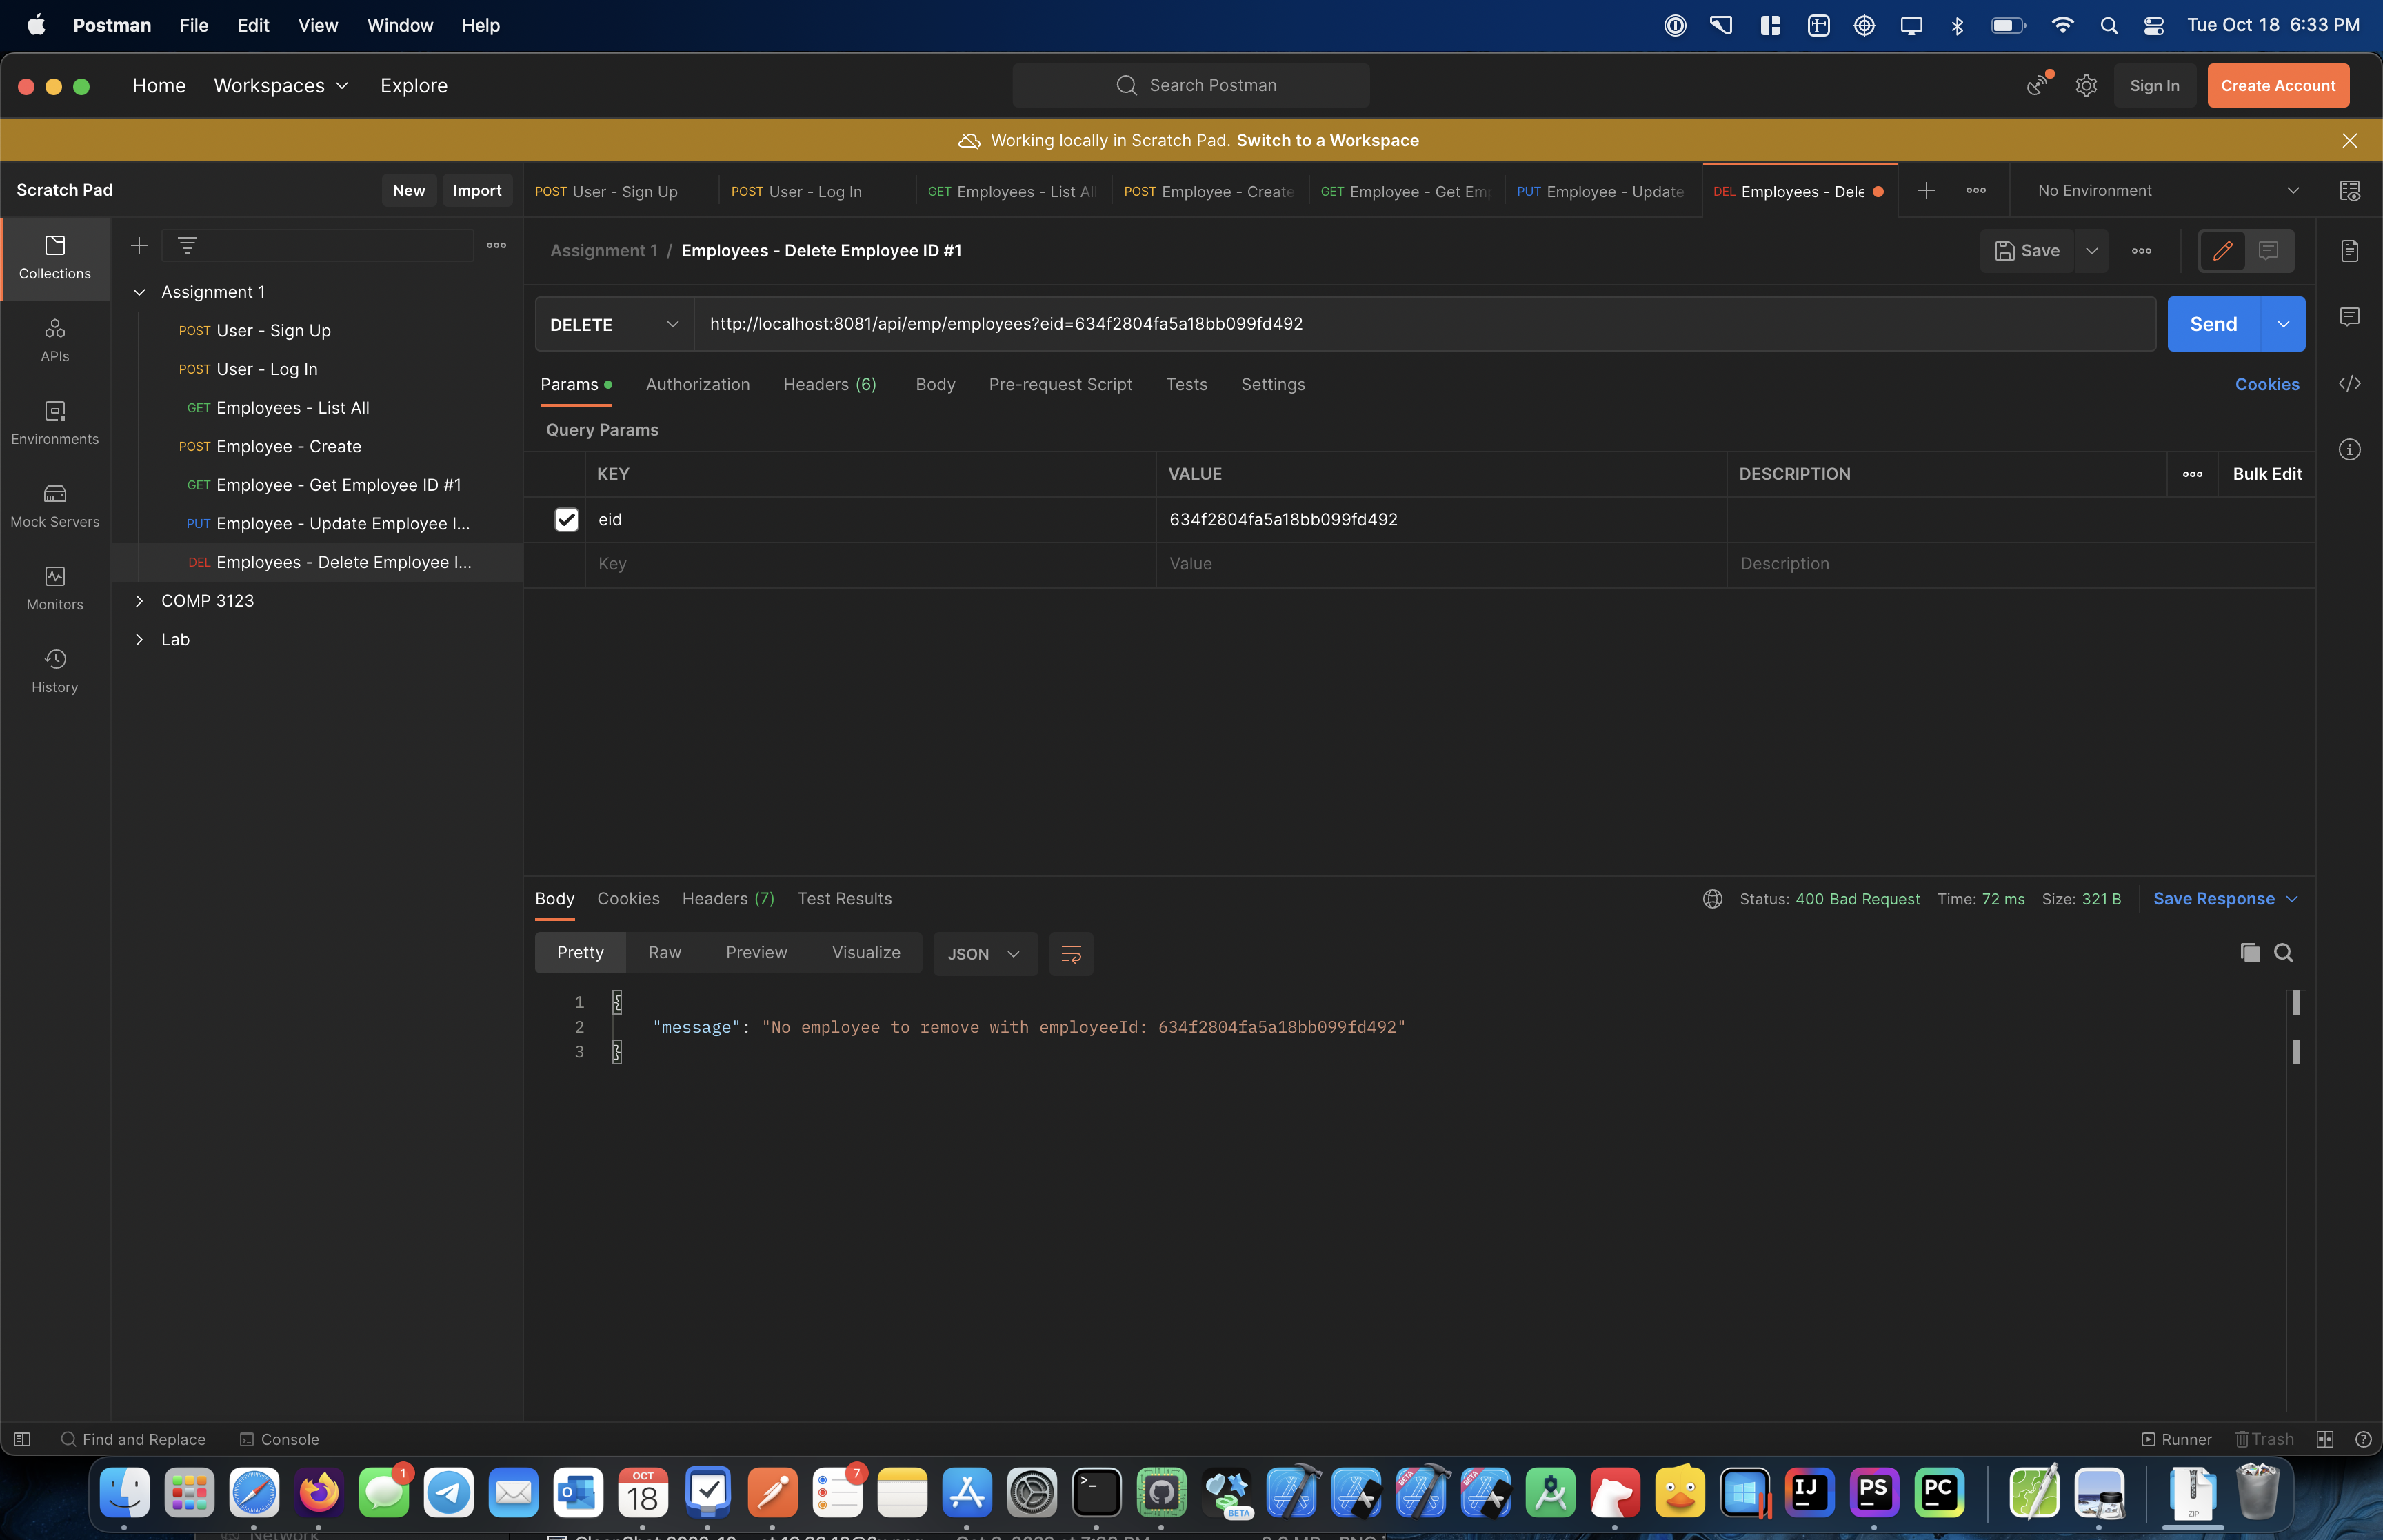 Postman File Edit View Window Help Tue Oct 18 6:33 PM
Home Workspaces Explore Search Postman Sign In Create Account
Working locally in Scratch Pad. Switch to a Workspace
Scratch Pad New Import
POST User - Sign Up POST User - Log In GET Employees - List All POST Employee - Create GET Employee - Get Em PUT Employee - Update DEL Employees - Dele No Environment
Assignment 1 / Employees - Delete Employee ID #1 Save
Collections
APIs
Environments
Mock Servers
Monitors
History
Assignment 1
POST User - Sign Up
POST User - Log In
GET Employees - List All
POST Employee - Create
GET Employee - Get Employee ID #1
PUT Employee - Update Employee I...
DEL Employees - Delete Employee I...
COMP 3123
Lab
DELETE http://localhost:8081/api/emp/employees?eid=634f2804fa5a18bb099fd492 Send
Params Authorization Headers (6) Body Pre-request Script Tests Settings Cookies
Query Params
KEY VALUE DESCRIPTION Bulk Edit
eid 634f2804fa5a18bb099fd492
Key Value Description
Body Cookies Headers (7) Test Results Status: 400 Bad Request Time: 72 ms Size: 321 B Save Response
Pretty Raw Preview Visualize JSON
1 {
2 "message": "No employee to remove with employeeId: 634f2804fa5a18bb099fd492"
3 }
Find and Replace Console Runner Trash
1 OCT 18 7 BETA BETA BETA IJ PS PC ZIP
Network